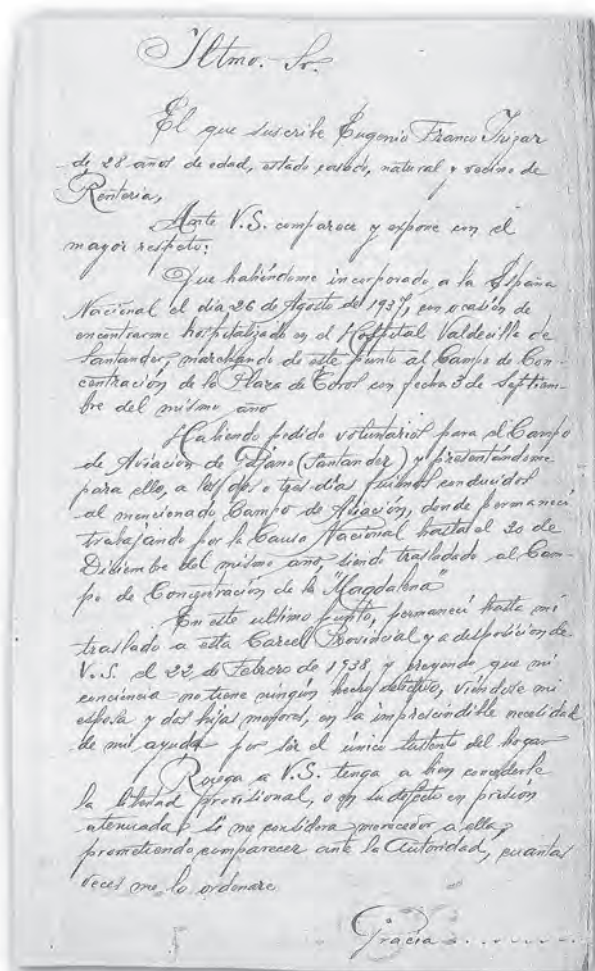 Iltmo. Sr.
El que suscribe Eugenio Franco
de 28 años de edad, estado casado, natural y vecino de
Rentería,
Ante V.S. comparece y expone con el
mayor respeto:
Que habiéndome incorporado a la España
Nacional el día 26 de Agosto del 1937, con ocasión de
encontrarme hospitalizado en el Hospital Valdecilla de
Santander, marchando de este punto al Campo de Con-
centración de la Plaza de con fecha 3 de Septiem-
bre del mismo año
Habiendo pedido voluntarios para el Campo
de Aviación de (Santander) y presentándome
para ello, a los dos o tres días fuimos conducidos
al mencionado Campo de Aviación, donde permanecí
trabajando por la Causa Nacional hasta el 20 de
Diciembre del mismo año, siendo trasladado al Cam-
po de Concentración de la "Magdalena"
En este ultimo punto, permanecí hasta mi
traslado a esta Carcel Provincial y a disposicion de
V.S. el 22 de Febrero de 1938 y creyendo que mi
conciencia no tiene ningún hecho delictivo, viéndose mi
esposa y dos hijas menores, en la imprescindible necesidad
de mi ayuda por ser el único sustento del hogar
Ruega a V.S. tenga a bien concederle
la libertad provisional, o en su defecto en prisión
atenuada si me considera merecedor a ella,
prometiendo comparecer ante la Autoridad, cuantas
veces me lo ordenare
Gracia........